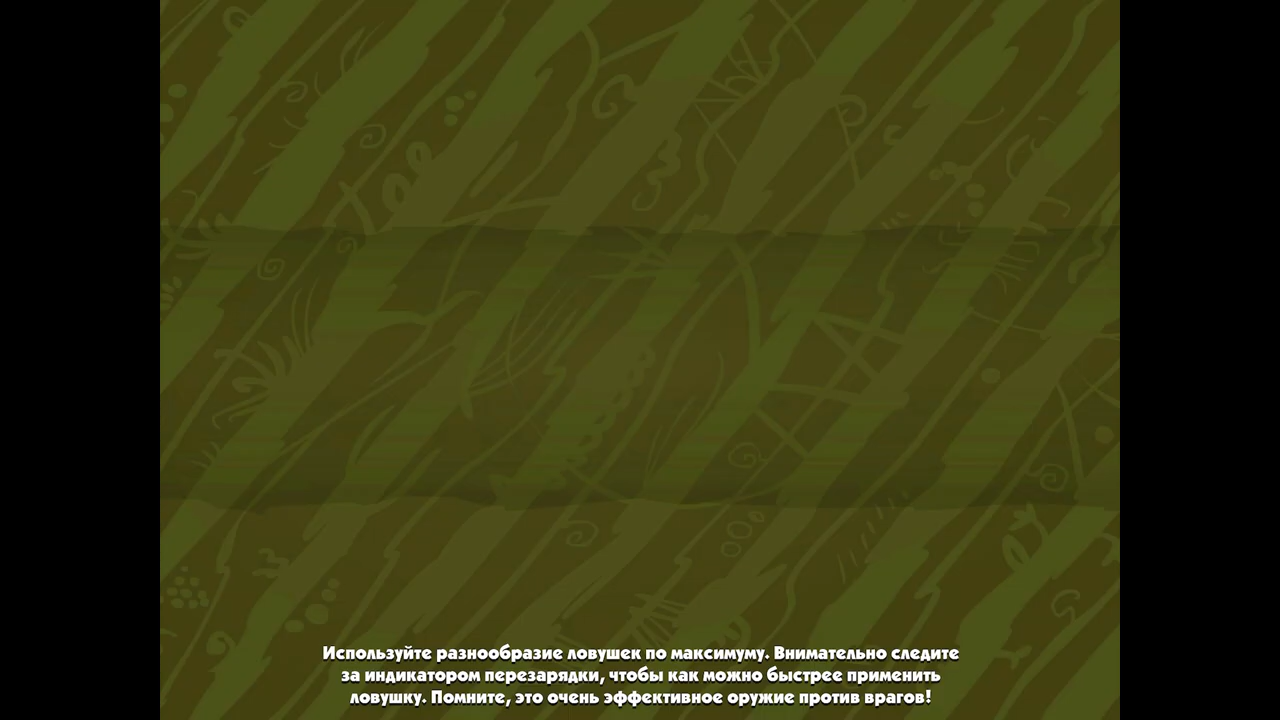 Используйте разнообразие ловушек по максимуму. Внимательно следите
за индикатором перезарядки, чтобы как можно быстрее применить
ловушку. Помните, это очень эффективное оружие против врагов!